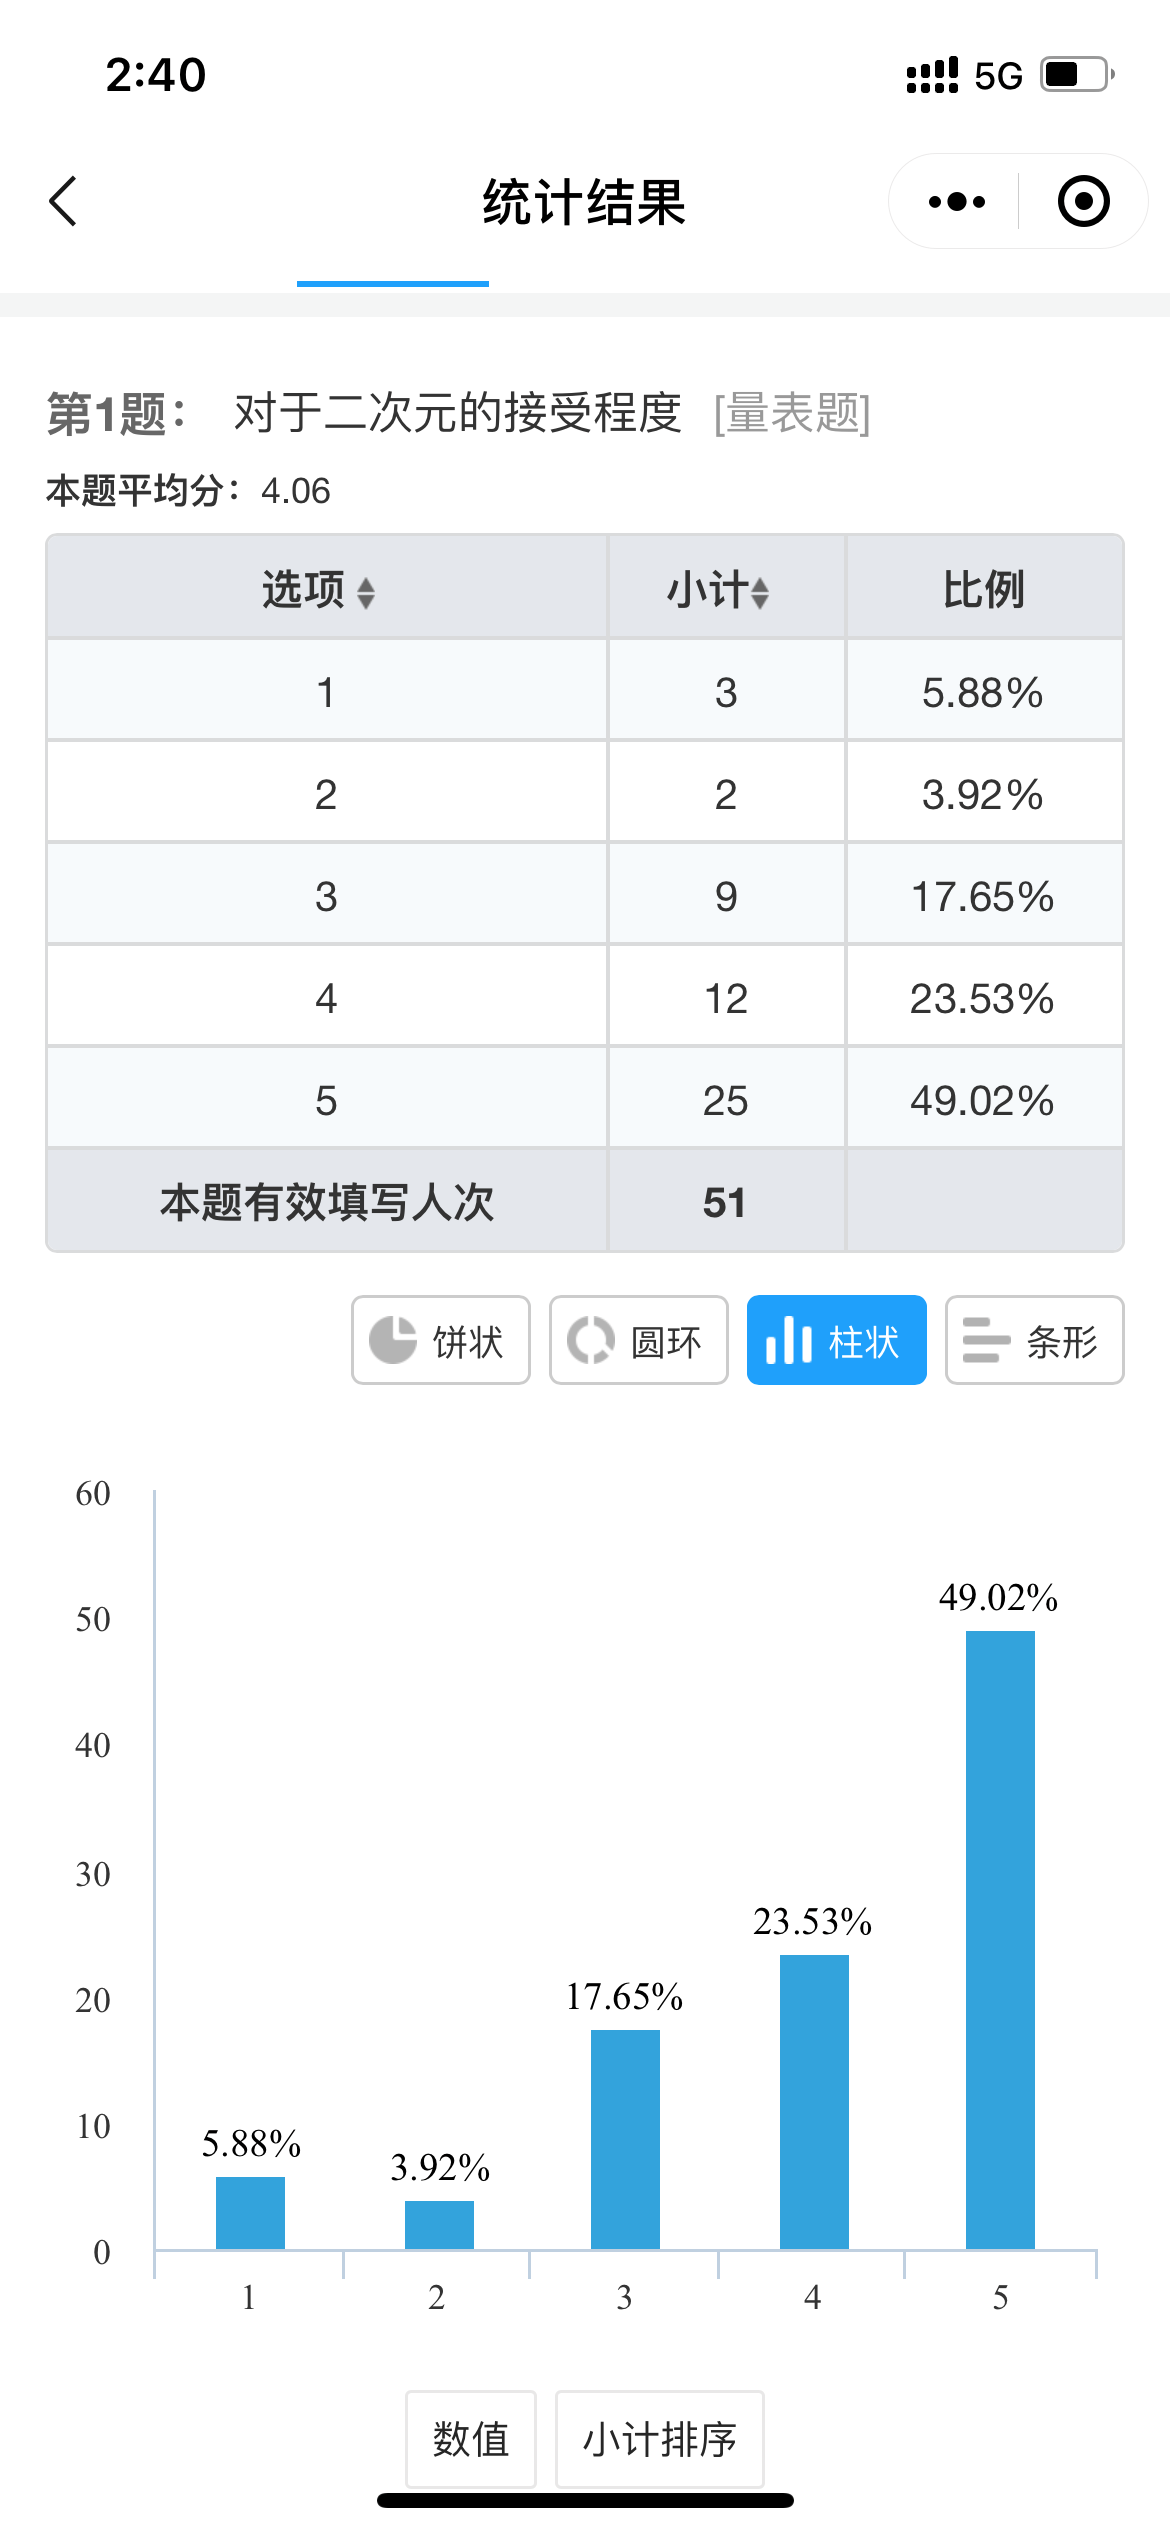 2:40 5G
统计结果
第1题： 对于二次元的接受程度 [量表题]
本题平均分：4.06
选项 小计 比例
1 3 5.88%
2 2 3.92%
3 9 17.65%
4 12 23.53%
5 25 49.02%
本题有效填写人次 51
饼状 圆环 柱状 条形
60
50
49.02%
40
30
23.53%
20
17.65%
10
5.88%
3.92%
0
1 2 3 4 5
数值 小计排序